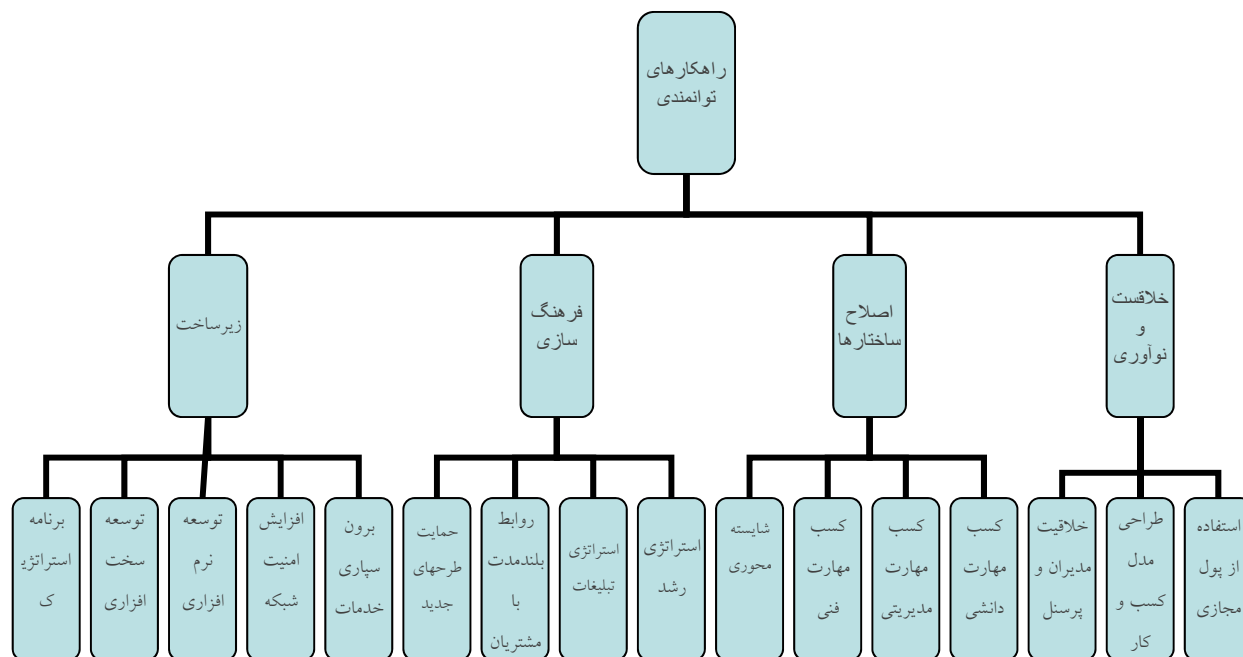 راهکارهای
توانمندی
خلاقست
و
نوآوری
اصلاح
ساختارها
فرهنگ
سازی
زیرساخت
استفاده
از پول
مجازی
طراحی
مدل
کسب و
کار
خلاقیت
مدیران و
پرسنل
کسب
مهارت
دانشی
کسب
مهارت
مدیریتی
کسب
مهارت
فنی
شایسته
محوری
استراتژی
رشد
استراتژی
تبلیغات
روابط
بلندمدت
با
مشتریان
حمایت
طرحهای
جدید
برون
سپاری
خدمات
افزایش
امنیت
شبکه
توسعه
نرم
افزاری
توسعه
سخت
افزاری
برنامه
استراتژی
ک